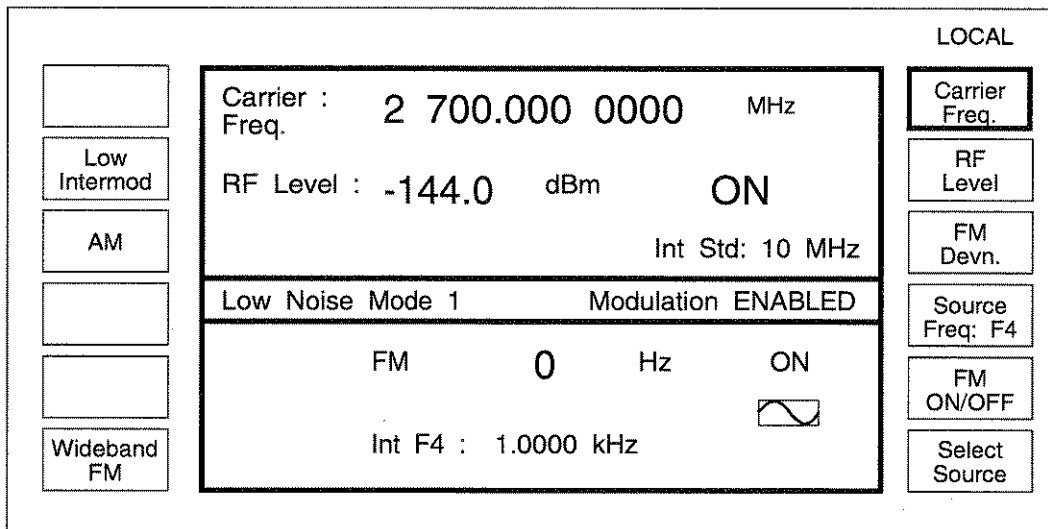 LOCAL
Low
Intermod
AM
Wideband
FM
Carrier :
Freq.
2 700.000 0000 MHz
RF Level : -144.0 dBm ON
Int Std: 10 MHz
Low Noise Mode 1 Modulation ENABLED
FM 0 Hz ON
Int F4 : 1.0000 kHz
Carrier
Freq.
RF
Level
FM
Devn.
Source
Freq: F4
FM
ON/OFF
Select
Source